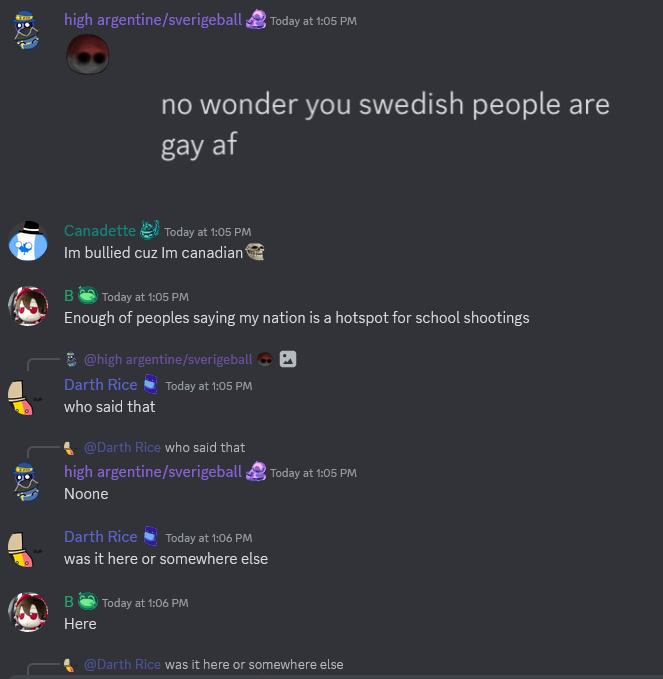 high argentine/sverigeball Today at 1:05 PM
no wonder you swedish people are
gay af
Canadette Today at 1:05 PM
Im bullied cuz Im canadian
B Today at 1:05 PM
Enough of peoples saying my nation is a hotspot for school shootings
@high argentine/sverigeball
Darth Rice Today at 1:05 PM
who said that
@Darth Rice who said that
high argentine/sverigeball Today at 1:05 PM
Noone
Darth Rice Today at 1:06 PM
was it here or somewhere else
B Today at 1:06 PM
Here
@Darth Rice was it here or somewhere else